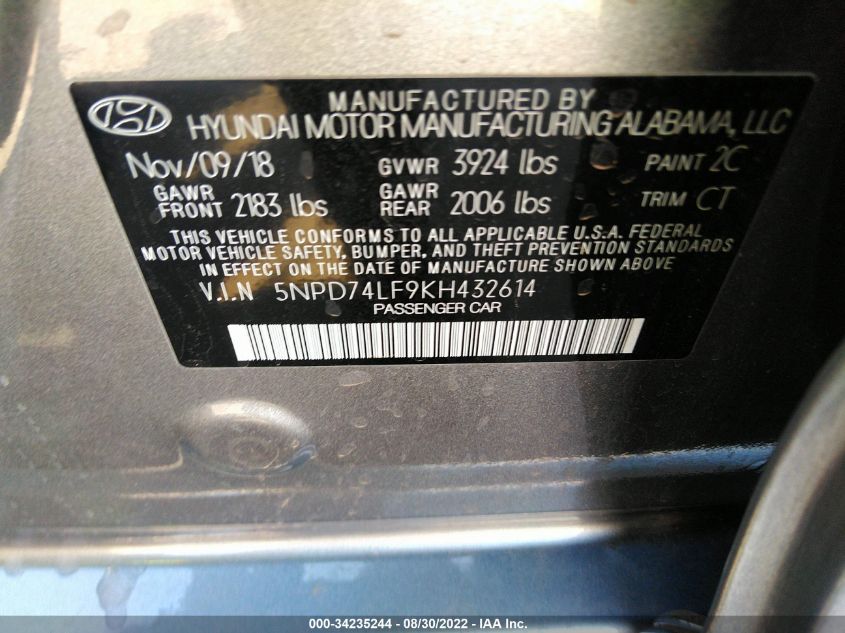 MANUFACTURED BY
HYUNDAI MOTOR MANUFACTURING ALABAMA, LLC
Nov/09/18 GVWR 3924 lbs PAINT 2C
GAWR FRONT 2183 lbs GAWR REAR 2006 lbs TRIM CT
THIS VEHICLE CONFORMS TO ALL APPLICABLE U.S.A. FEDERAL
MOTOR VEHICLE SAFETY, BUMPER, AND THEFT PREVENTION STANDARDS
IN EFFECT ON THE DATE OF MANUFACTURE SHOWN ABOVE
V.I.N 5NPD74LF9KH432614
PASSENGER CAR
000-34235244 - 08/30/2022 - IAA Inc.